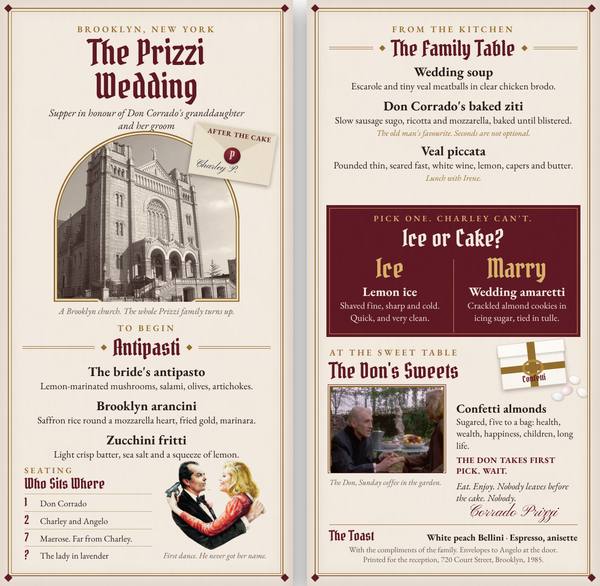 BROOKLYN, NEW YORK
The Prizzi
Wedding
Supper in honour of Don Corrado's granddaughter
and her groom
AFTER THE CAKE
P
Charley P.
A Brooklyn church. The whole Prizzi family turns up.
TO BEGIN
Antipasti
The bride's antipasto
Lemon-marinated mushrooms, salami, olives, artichokes.
Brooklyn arancini
Saffron rice round a mozzarella heart, fried gold, marinara.
Zucchini fritti
Light crisp batter, sea salt and a squeeze of lemon.
SEATING
Who Sits Where
1 Don Corrado
2 Charley and Angelo
7 Maerose. Far from Charley.
? The lady in lavender
First dance. He never got her name.
FROM THE KITCHEN
The Family Table
Wedding soup
Escarole and tiny veal meatballs in clear chicken brodo.
Don Corrado's baked ziti
Slow sausage sugo, ricotta and mozzarella, baked until blistered.
The old man's favourite. Seconds are not optional.
Veal piccata
Pounded thin, seared fast, white wine, lemon, capers and butter.
Lunch with Irene.
PICK ONE. CHARLEY CAN'T.
Ice or Cake?
Ice
Lemon ice
Shaved fine, sharp and cold.
Quick, and very clean.
Marry
Wedding amaretti
Crackled almond cookies in
icing sugar, tied in tulle.
AT THE SWEET TABLE
The Don's Sweets
Confetti
The Don, Sunday coffee in the garden.
Confetti almonds
Sugared, five to a bag: health,
wealth, happiness, children, long
life.
THE DON TAKES FIRST
PICK. WAIT.
Eat. Enjoy. Nobody leaves before
the cake. Nobody.
Corrado Prizzi
The Toast
White peach Bellini · Espresso, anisette
With the compliments of the family. Envelopes to Angelo at the door.
Printed for the reception, 720 Court Street, Brooklyn, 1985.